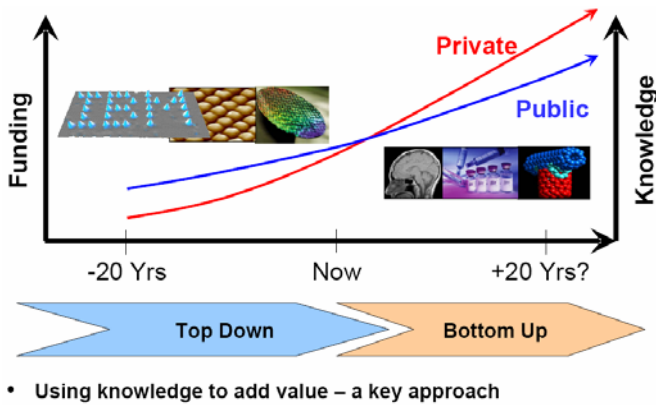 Private
Public
IBM
Funding
Knowledge
-20 Yrs
Now
+20 Yrs?
Top Down
Bottom Up
• Using knowledge to add value – a key approach